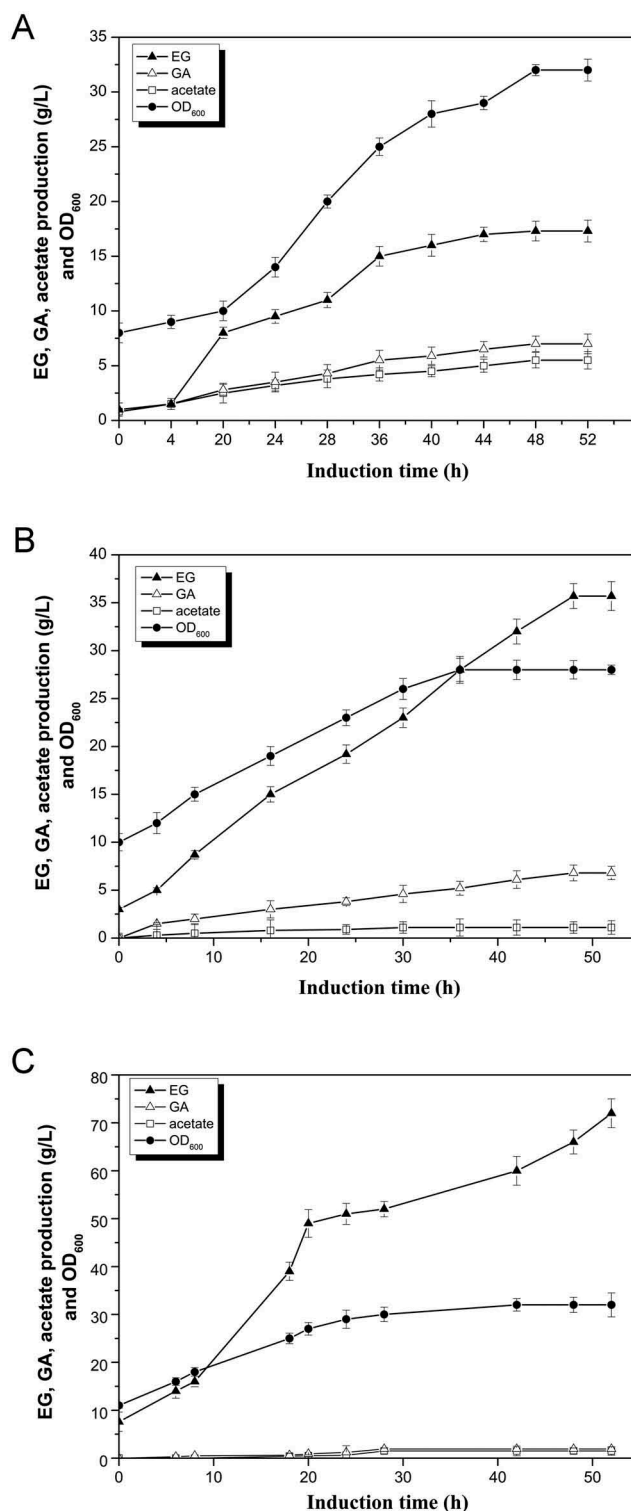 A
EG, GA, acetate production (g/L)
and OD600
35
30
25
20
15
10
5
0
EG
GA
acetate
OD600
0 4 20 24 28 36 40 44 48 52
Induction time (h)
B
EG, GA, acetate production (g/L)
and OD600
40
35
30
25
20
15
10
5
0
EG
GA
acetate
OD600
0 10 20 30 40 50
Induction time (h)
C
EG, GA, acetate production (g/L)
and OD600
80
70
60
50
40
30
20
10
0
EG
GA
acetate
OD600
0 10 20 30 40 50
Induction time (h)